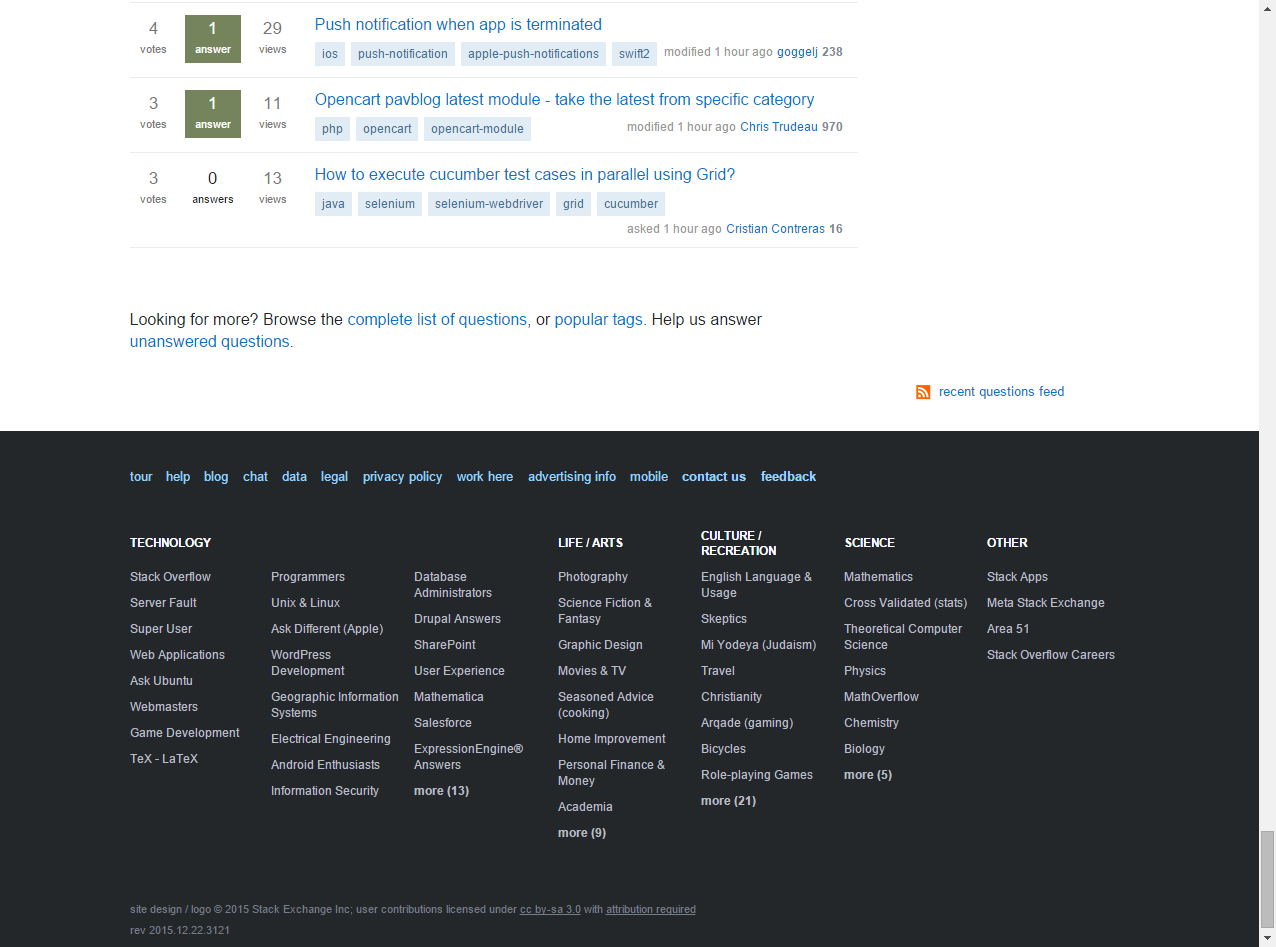 4 1 29
votes answer views
Push notification when app is terminated
ios push-notification apple-push-notifications swift2 modified 1 hour ago goggelj 238
3 1 11
votes answer views
Opencart pavblog latest module - take the latest from specific category
php opencart opencart-module modified 1 hour ago Chris Trudeau 970
3 0 13
votes answers views
How to execute cucumber test cases in parallel using Grid?
java selenium selenium-webdriver grid cucumber
asked 1 hour ago Cristian Contreras 16
Looking for more? Browse the complete list of questions, or popular tags. Help us answer
unanswered questions.
recent questions feed
tour help blog chat data legal privacy policy work here advertising info mobile contact us feedback
TECHNOLOGY
Stack Overflow
Server Fault
Super User
Web Applications
Ask Ubuntu
Webmasters
Game Development
TeX - LaTeX
Programmers
Unix & Linux
Ask Different (Apple)
WordPress
Development
Geographic Information
Systems
Electrical Engineering
Android Enthusiasts
Information Security
Database
Administrators
Drupal Answers
SharePoint
User Experience
Mathematica
Salesforce
ExpressionEngine®
Answers
more (13)
LIFE / ARTS
Photography
Science Fiction &
Fantasy
Graphic Design
Movies & TV
Seasoned Advice
(cooking)
Home Improvement
Personal Finance &
Money
Academia
more (9)
CULTURE /
RECREATION
English Language &
Usage
Skeptics
Mi Yodeya (Judaism)
Travel
Christianity
Arqade (gaming)
Bicycles
Role-playing Games
more (21)
SCIENCE
Mathematics
Cross Validated (stats)
Theoretical Computer
Science
Physics
MathOverflow
Chemistry
Biology
more (5)
OTHER
Stack Apps
Meta Stack Exchange
Area 51
Stack Overflow Careers
site design / logo © 2015 Stack Exchange Inc; user contributions licensed under cc by-sa 3.0 with attribution required
rev 2015.12.22.3121